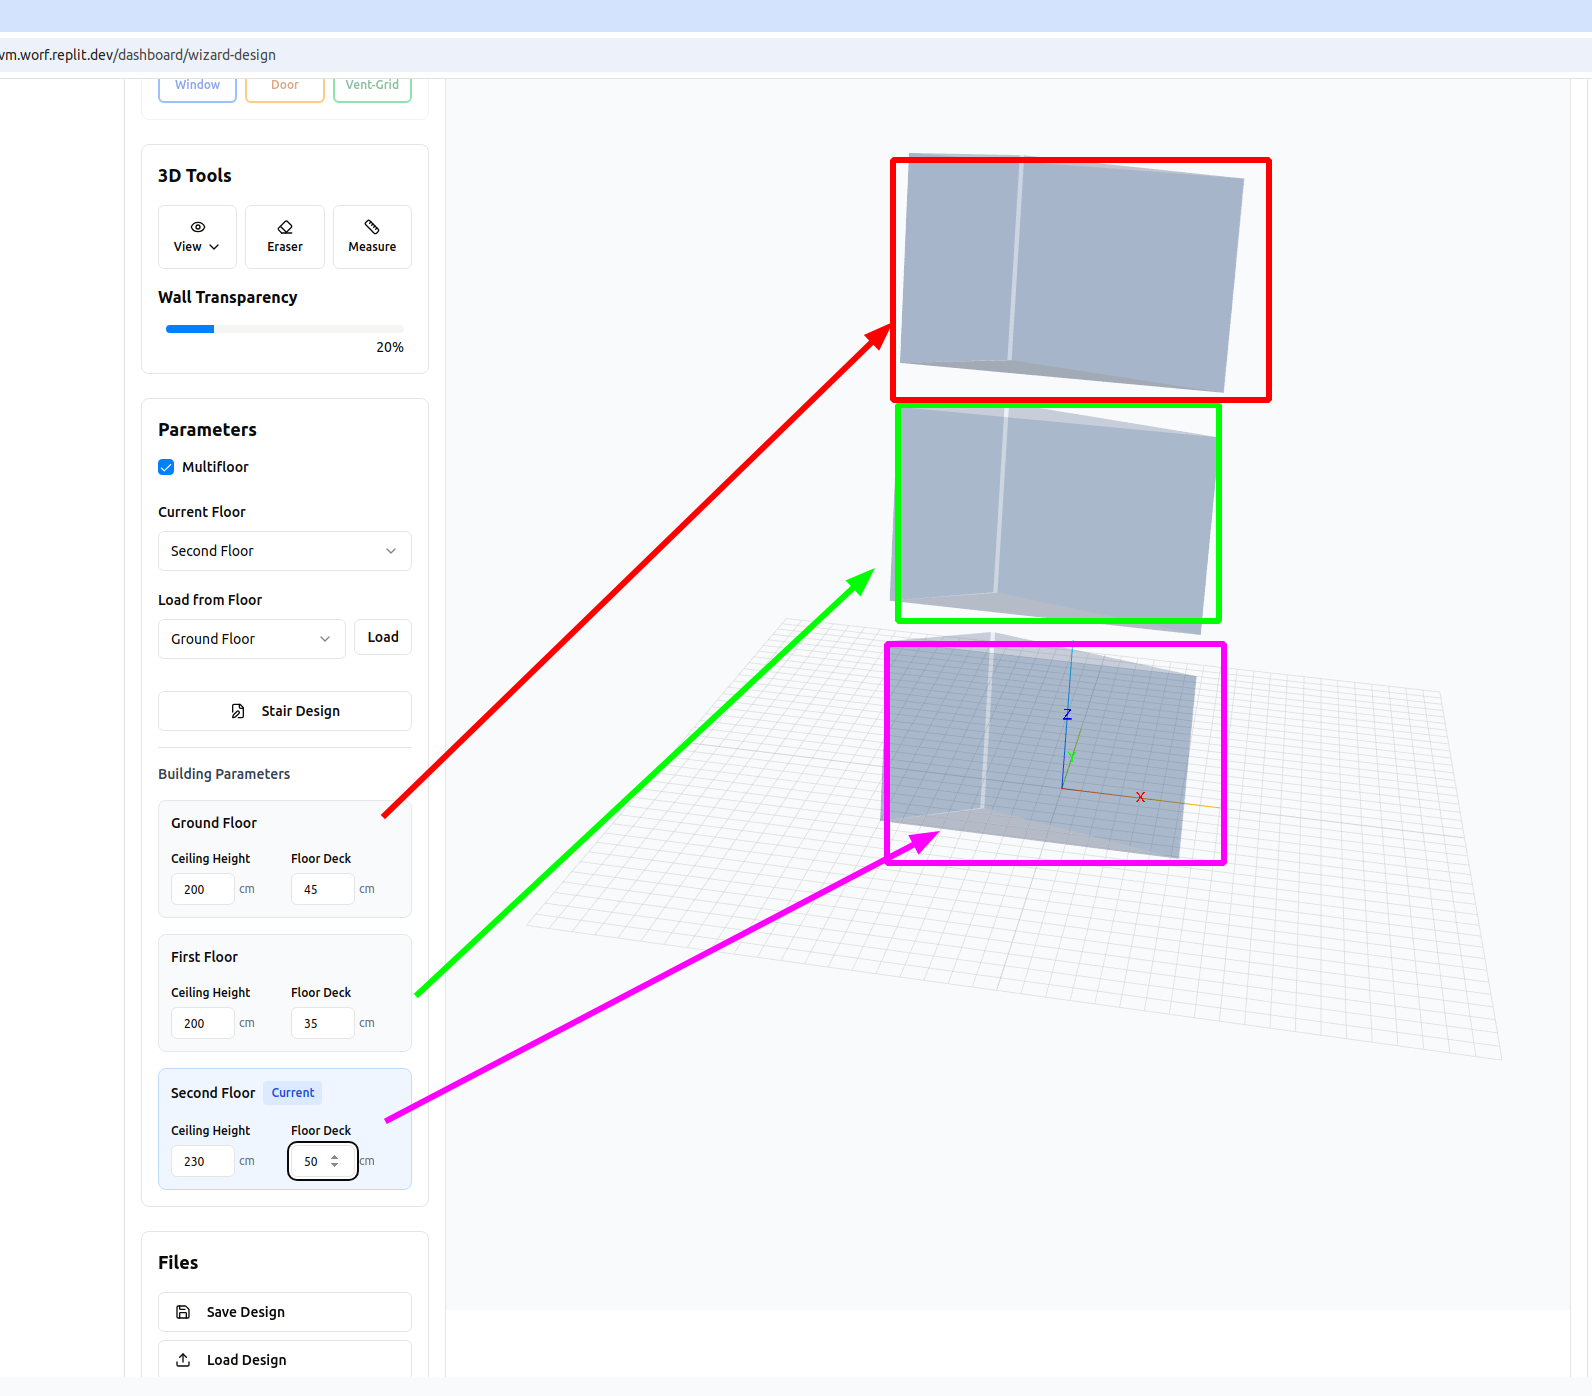 vm.worf.replit.dev/dashboard/wizard-design
Window Door Vent-Grid
3D Tools
View Eraser Measure
Wall Transparency
20%
Parameters
Multifloor
Current Floor
Second Floor
Load from Floor
Ground Floor Load
Stair Design
Building Parameters
Ground Floor
Ceiling Height Floor Deck
200 cm 45 cm
First Floor
Ceiling Height Floor Deck
200 cm 35 cm
Second Floor Current
Ceiling Height Floor Deck
230 cm 50 cm
Files
Save Design
Load Design
Z
Y
X